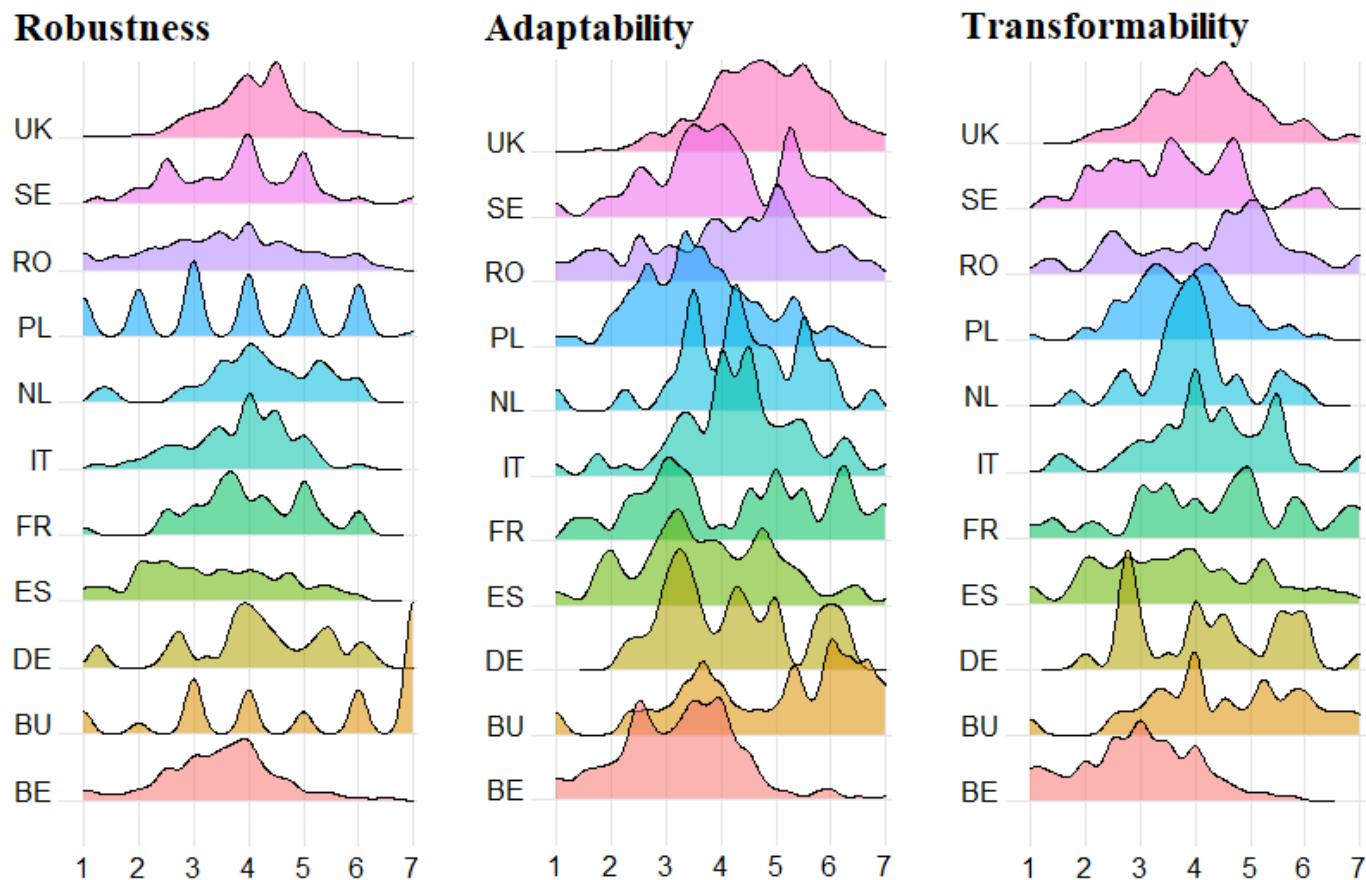 Robustness Adaptability Transformability
UK UK UK
SE SE SE
RO RO RO
PL PL PL
NL NL NL
IT IT IT
FR FR FR
ES ES ES
DE DE DE
BU BU BU
BE BE BE
1 2 3 4 5 6 7 1 2 3 4 5 6 7 1 2 3 4 5 6 7